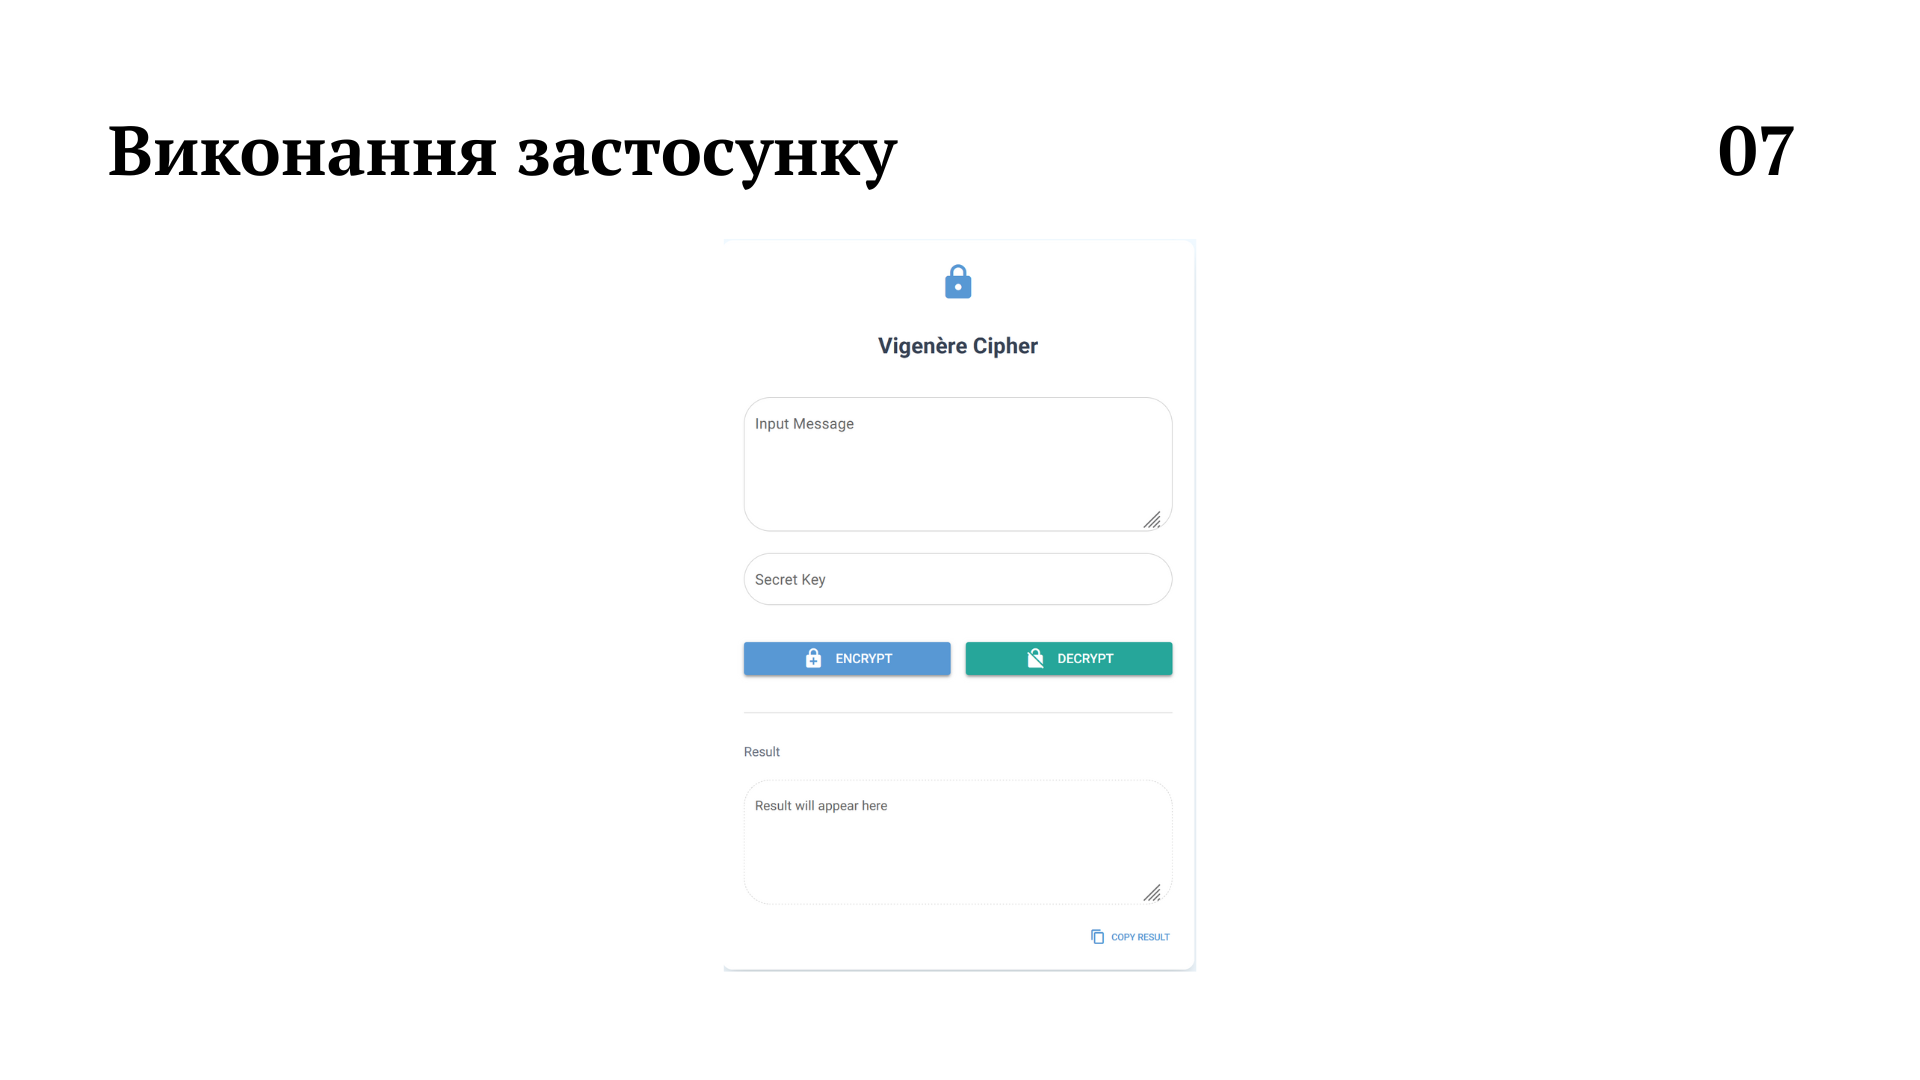 Виконання застосунку
07
Vigenère Cipher
Input Message
Secret Key
ENCRYPT
DECRYPT
Result
Result will appear here
COPY RESULT